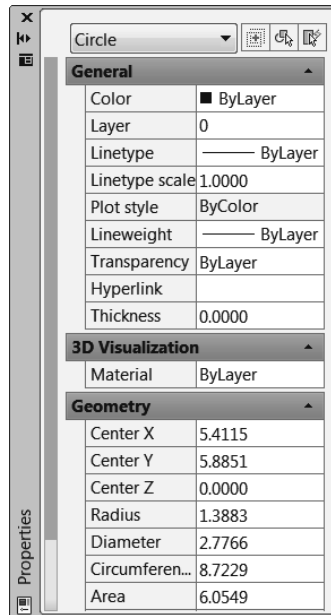 Circle
General
Color ByLayer
Layer 0
Linetype ByLayer
Linetype scale 1.0000
Plot style ByColor
Lineweight ByLayer
Transparency ByLayer
Hyperlink
Thickness 0.0000
3D Visualization
Material ByLayer
Geometry
Center X 5.4115
Center Y 5.8851
Center Z 0.0000
Radius 1.3883
Diameter 2.7766
Circumferen... 8.7229
Area 6.0549
Properties